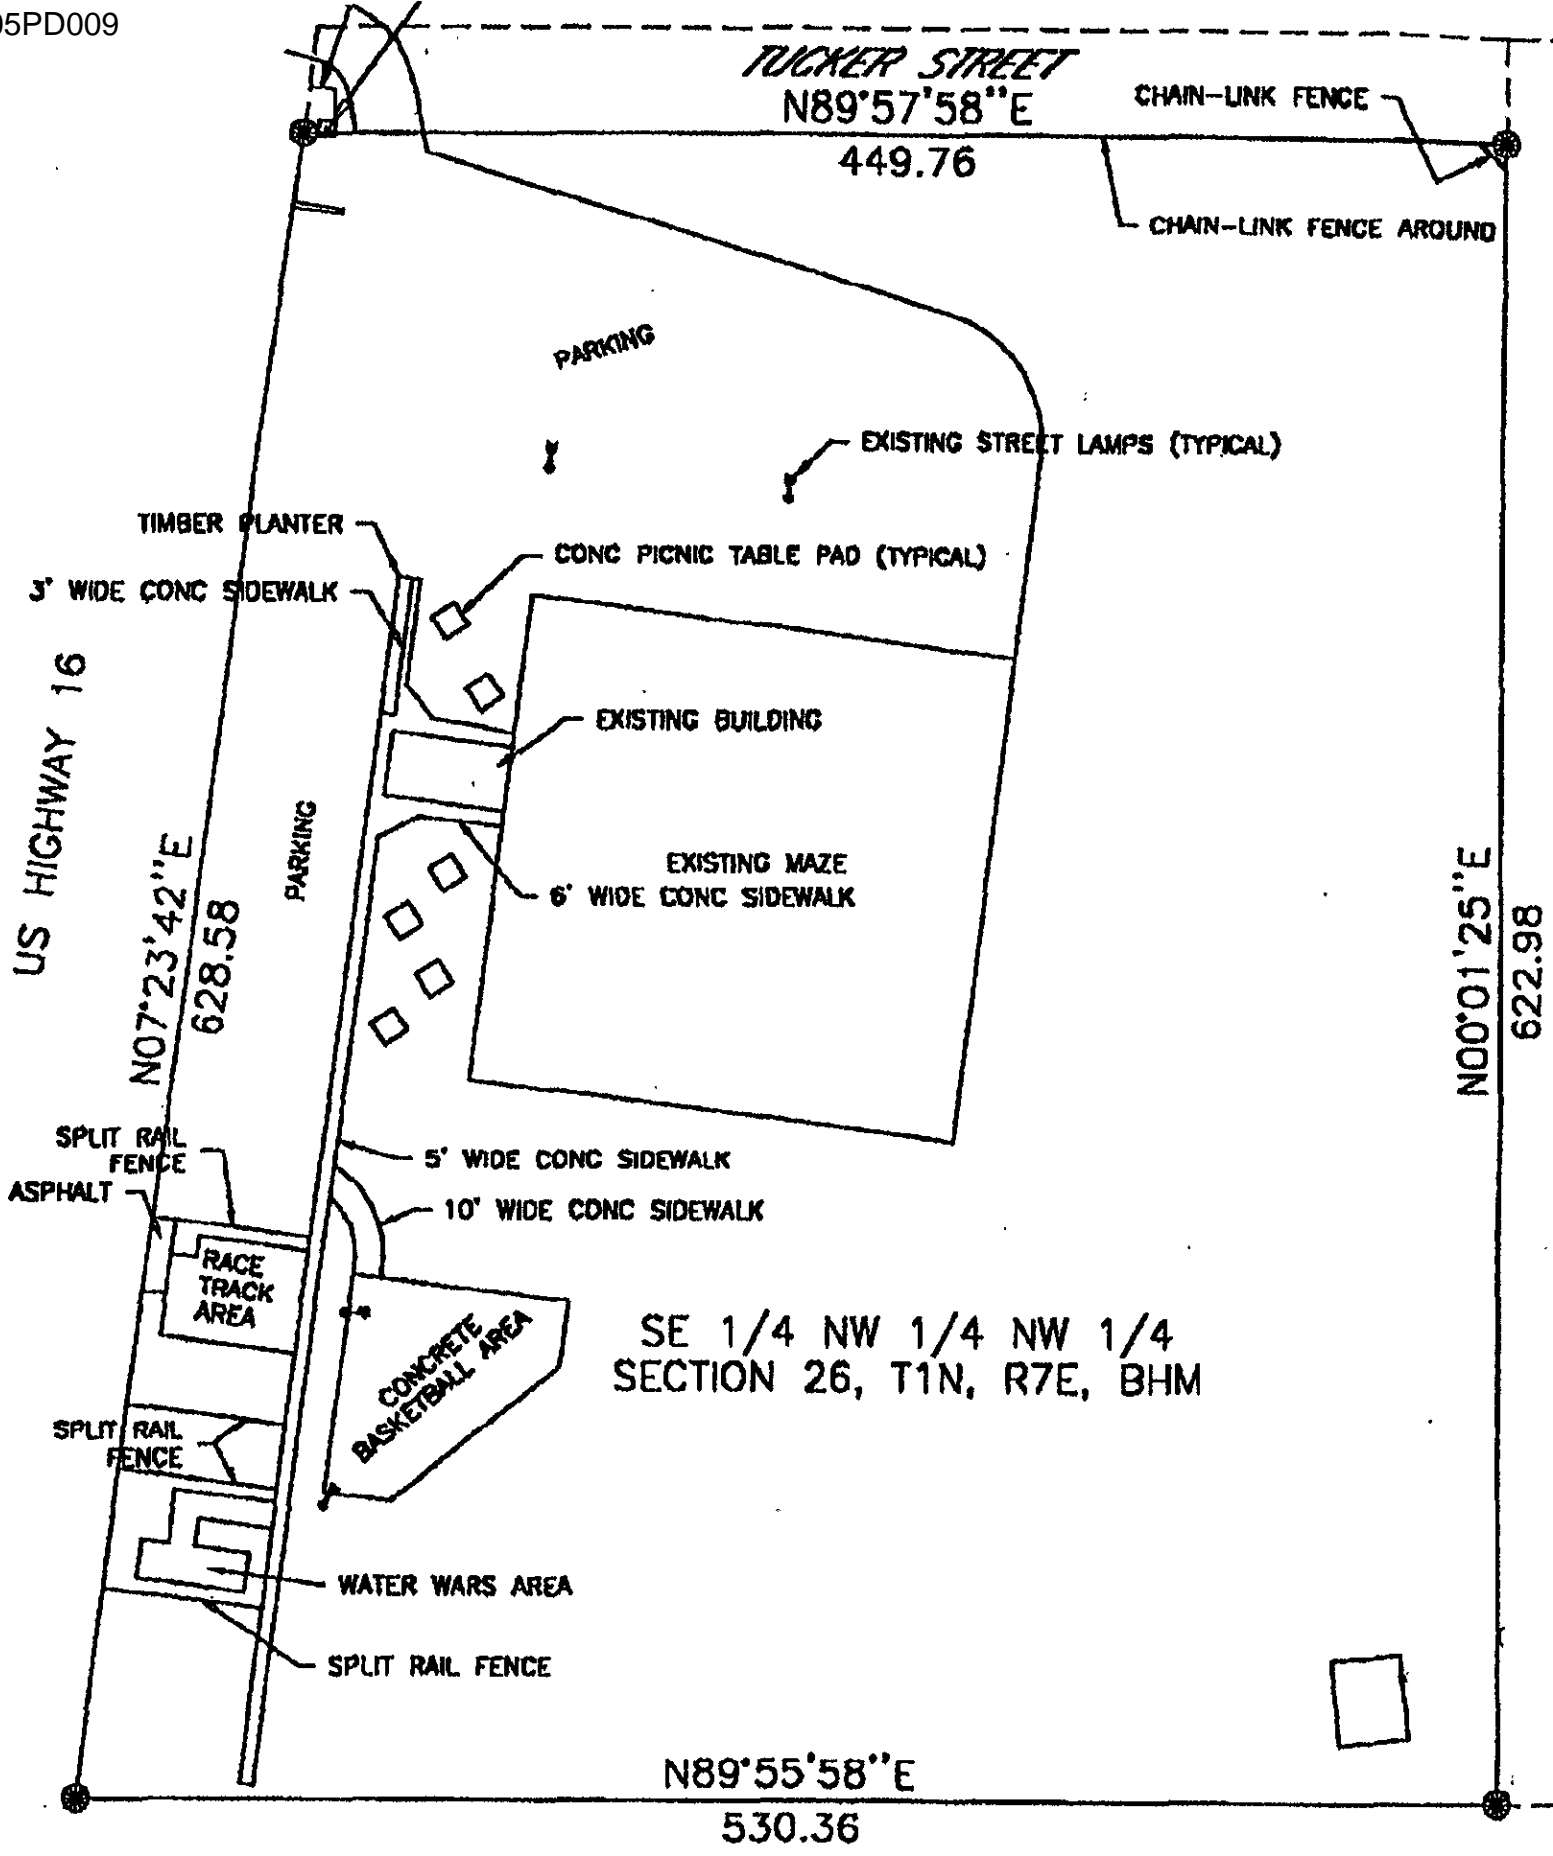 05PD009
TUCKER STREET
N89°57'58"E
449.76
CHAIN-LINK FENCE
CHAIN-LINK FENCE AROUND
PARKING
EXISTING STREET LAMPS (TYPICAL)
TIMBER PLANTER
CONC PICNIC TABLE PAD (TYPICAL)
3' WIDE CONC SIDEWALK
US HIGHWAY 16
EXISTING BUILDING
PARKING
N07°23'42"E
628.58
EXISTING MAZE
6' WIDE CONC SIDEWALK
N00°01'25"E
622.98
SPLIT RAIL
FENCE
5' WIDE CONC SIDEWALK
ASPHALT
10' WIDE CONC SIDEWALK
RACE
TRACK
AREA
CONCRETE
BASKETBALL AREA
SE 1/4 NW 1/4 NW 1/4
SECTION 26, T1N, R7E, BHM
SPLIT RAIL
FENCE
WATER WARS AREA
SPLIT RAIL FENCE
N89°55'58"E
530.36